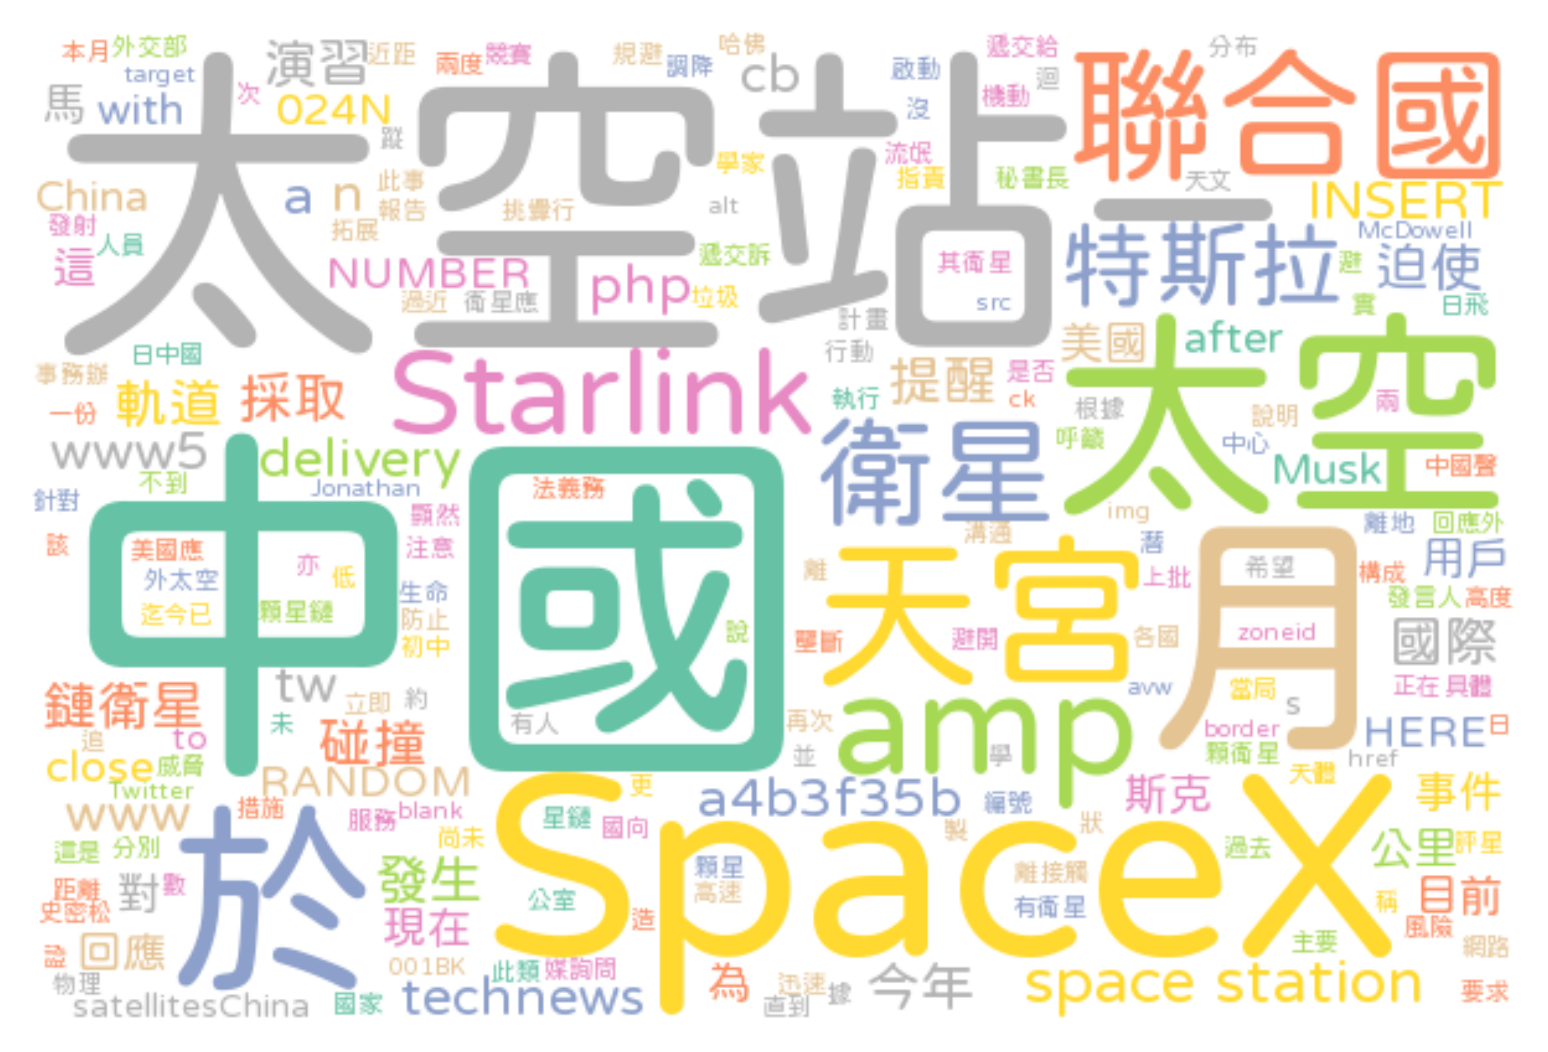 本月 外交部 演習 近距 兩度 競賽 規避 調降 哈佛 cb 啟動 遞交給 分布
target 馬 with 次 024N 蹤 沒 機動 迴 聯合國
太空站 學家 流氓 指責 秘書長 天文 一 INSERT
China a n 此事 報告 挑釁行 alt
發射 人員 拓展 特斯拉 McDowell 避 迫使
這 NUMBER php 遞交訴 其衛星
過近 衛星應 垃圾 src 計畫 實 日飛
日中國 行動 美國 after 太空
事務辦 軌道 採取 Starlink 提醒 是否 執行 ck 根據 說明 兩
一份 www5 delivery 衛星 呼籲 中心 Musk 中國聲
不到 Jonathan 法義務 img
針對 顯然 溝通 潛 離地 回應外
該 中國 美國應 注意 亦 天宮 月 希望 用戶
外太空 低 生命 離 上批 構成
迄今已 顆星鏈 防止 發言人 高度
初中 說 壟斷 避開 各國 zoneid 國際
鏈衛星 tw 立即 約 avw 當局 正在 具體
未 有人 再次 amp s
追 to 碰撞 並 學 border HERE 日
close 威脅 顆衛星 href
Twitter RANDOM 更 天體
www 措施 服務 blank 星鏈 國向 a4b3f35b 編號 斯克 事件
於 尚未 製 狀
這是 分別 SpaceX 過去 公里 評星
距離 對 數 發生 顆星 高速 離接觸
史密松 現在 公室 造 有衛星 稱 目前
回應 主要 風險 網路
物理 001BK 此類 媒詢問 為 迅速 今年 space station
satellitesChina 國家 technews 直到 據 要求